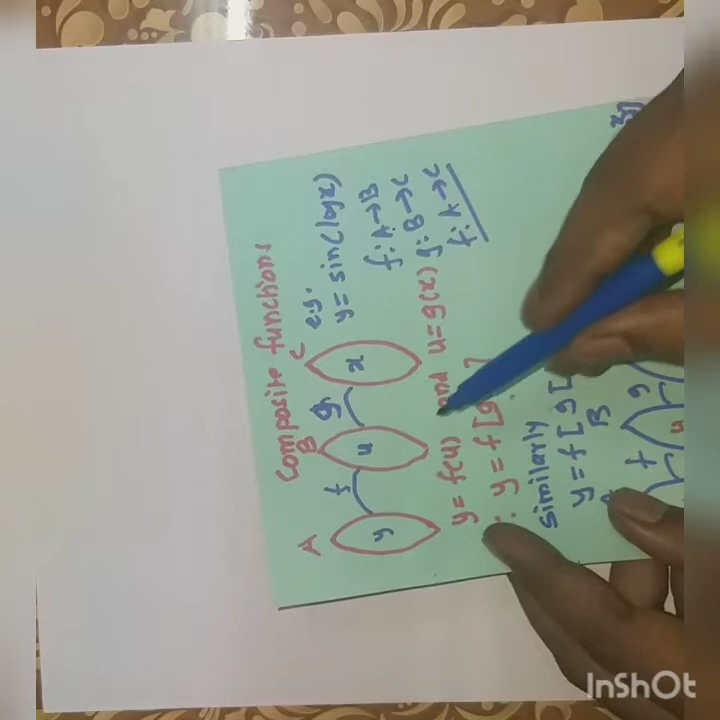 Composite functions
A B C e.g.
f g
y u x y = sin(log x)
f: A→B
y = f(u) and u = g(x) g: B→C
∴ y = f[g ] f: A→C
Similarly
y = f[g[
B
f g
u
InShOt